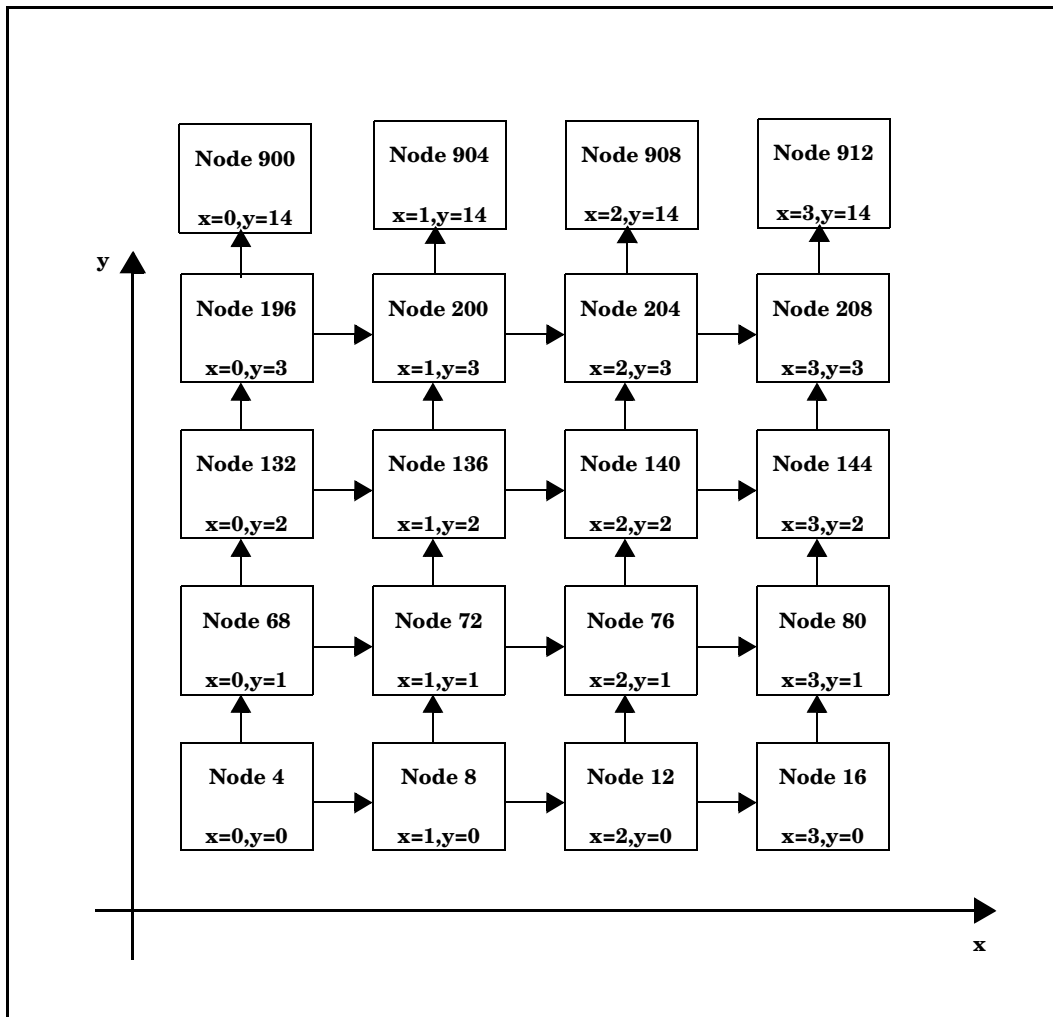 Node 900
x=0,y=14
Node 904
x=1,y=14
Node 908
x=2,y=14
Node 912
x=3,y=14
y
Node 196
x=0,y=3
Node 200
x=1,y=3
Node 204
x=2,y=3
Node 208
x=3,y=3
Node 132
x=0,y=2
Node 136
x=1,y=2
Node 140
x=2,y=2
Node 144
x=3,y=2
Node 68
x=0,y=1
Node 72
x=1,y=1
Node 76
x=2,y=1
Node 80
x=3,y=1
Node 4
x=0,y=0
Node 8
x=1,y=0
Node 12
x=2,y=0
Node 16
x=3,y=0
x